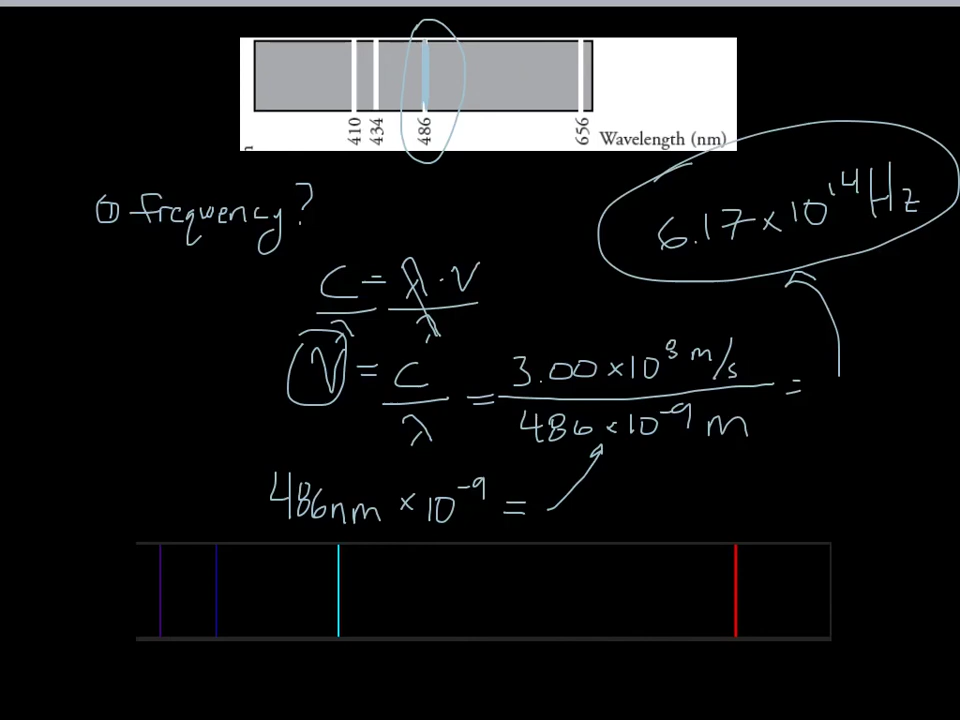 410 434 486 656 Wavelength (nm)
① frequency?
6.17 × 10¹⁴ Hz
C = λ · ν
λ λ
ν = C / λ = 3.00 × 10⁸ m/s / 486 × 10⁻⁹ m =
486nm × 10⁻⁹ =